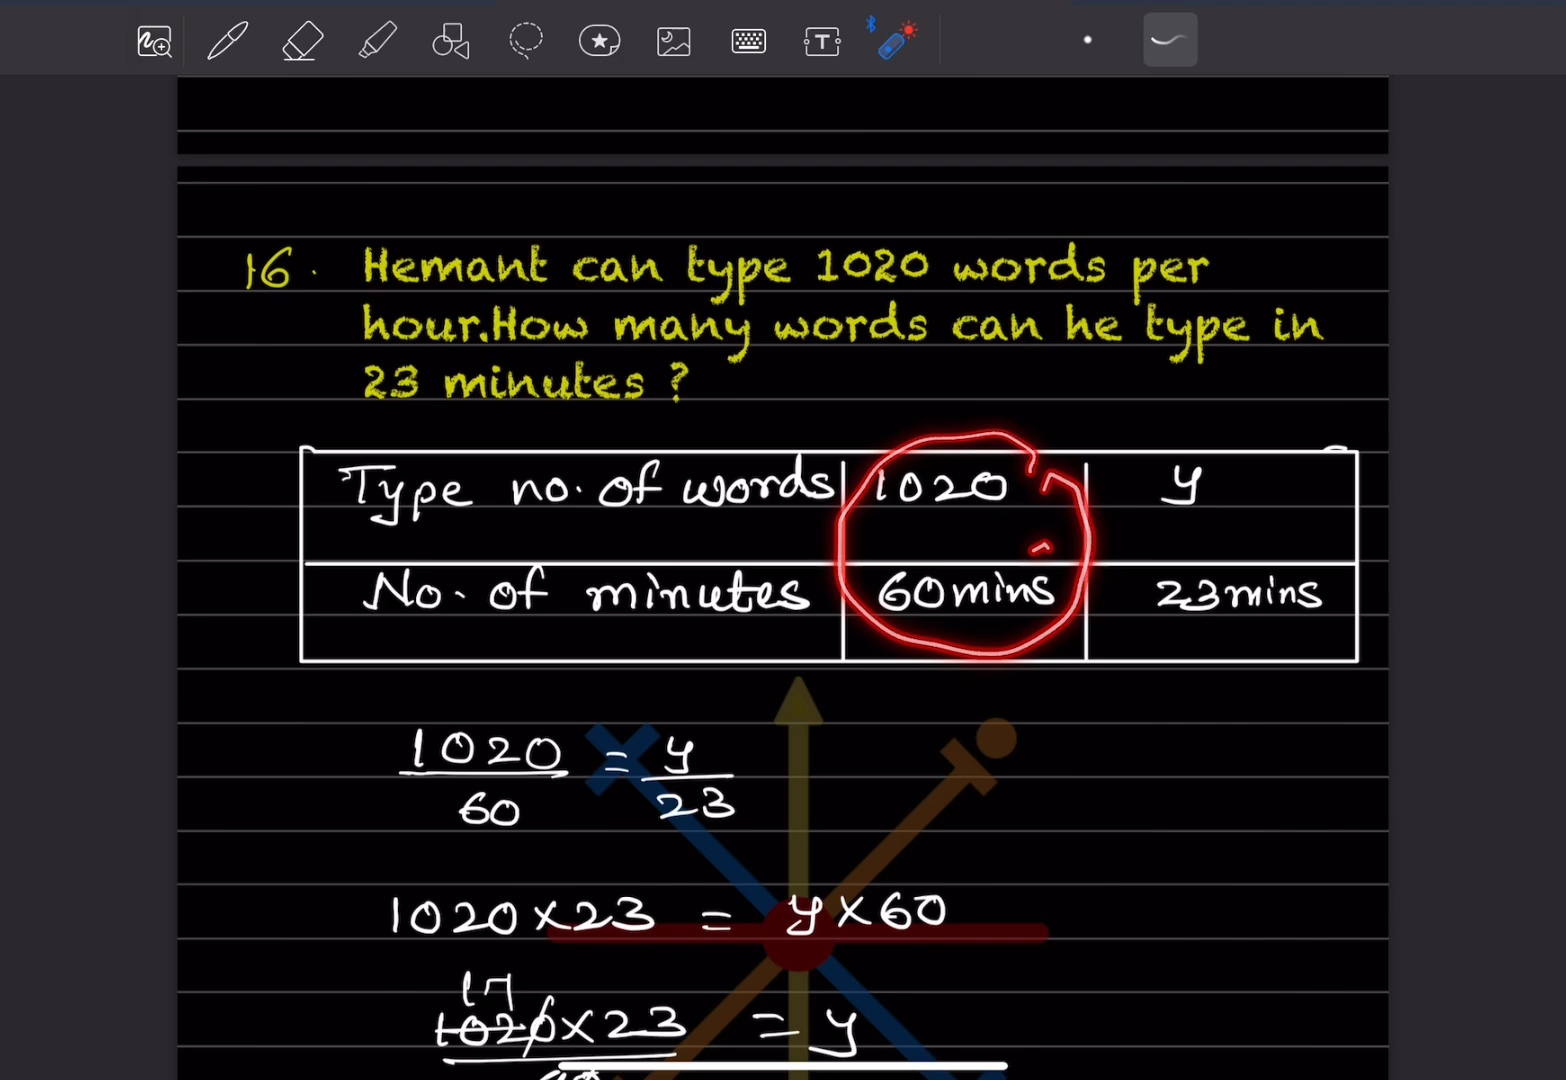 16. Hemant can type 1020 words per
hour.How many words can he type in
23 minutes ?
Type no. of words 1020 y
No. of minutes 60mins 23mins
1020 = y
60 23
1020×23 = y×60
17
1020×23 = y